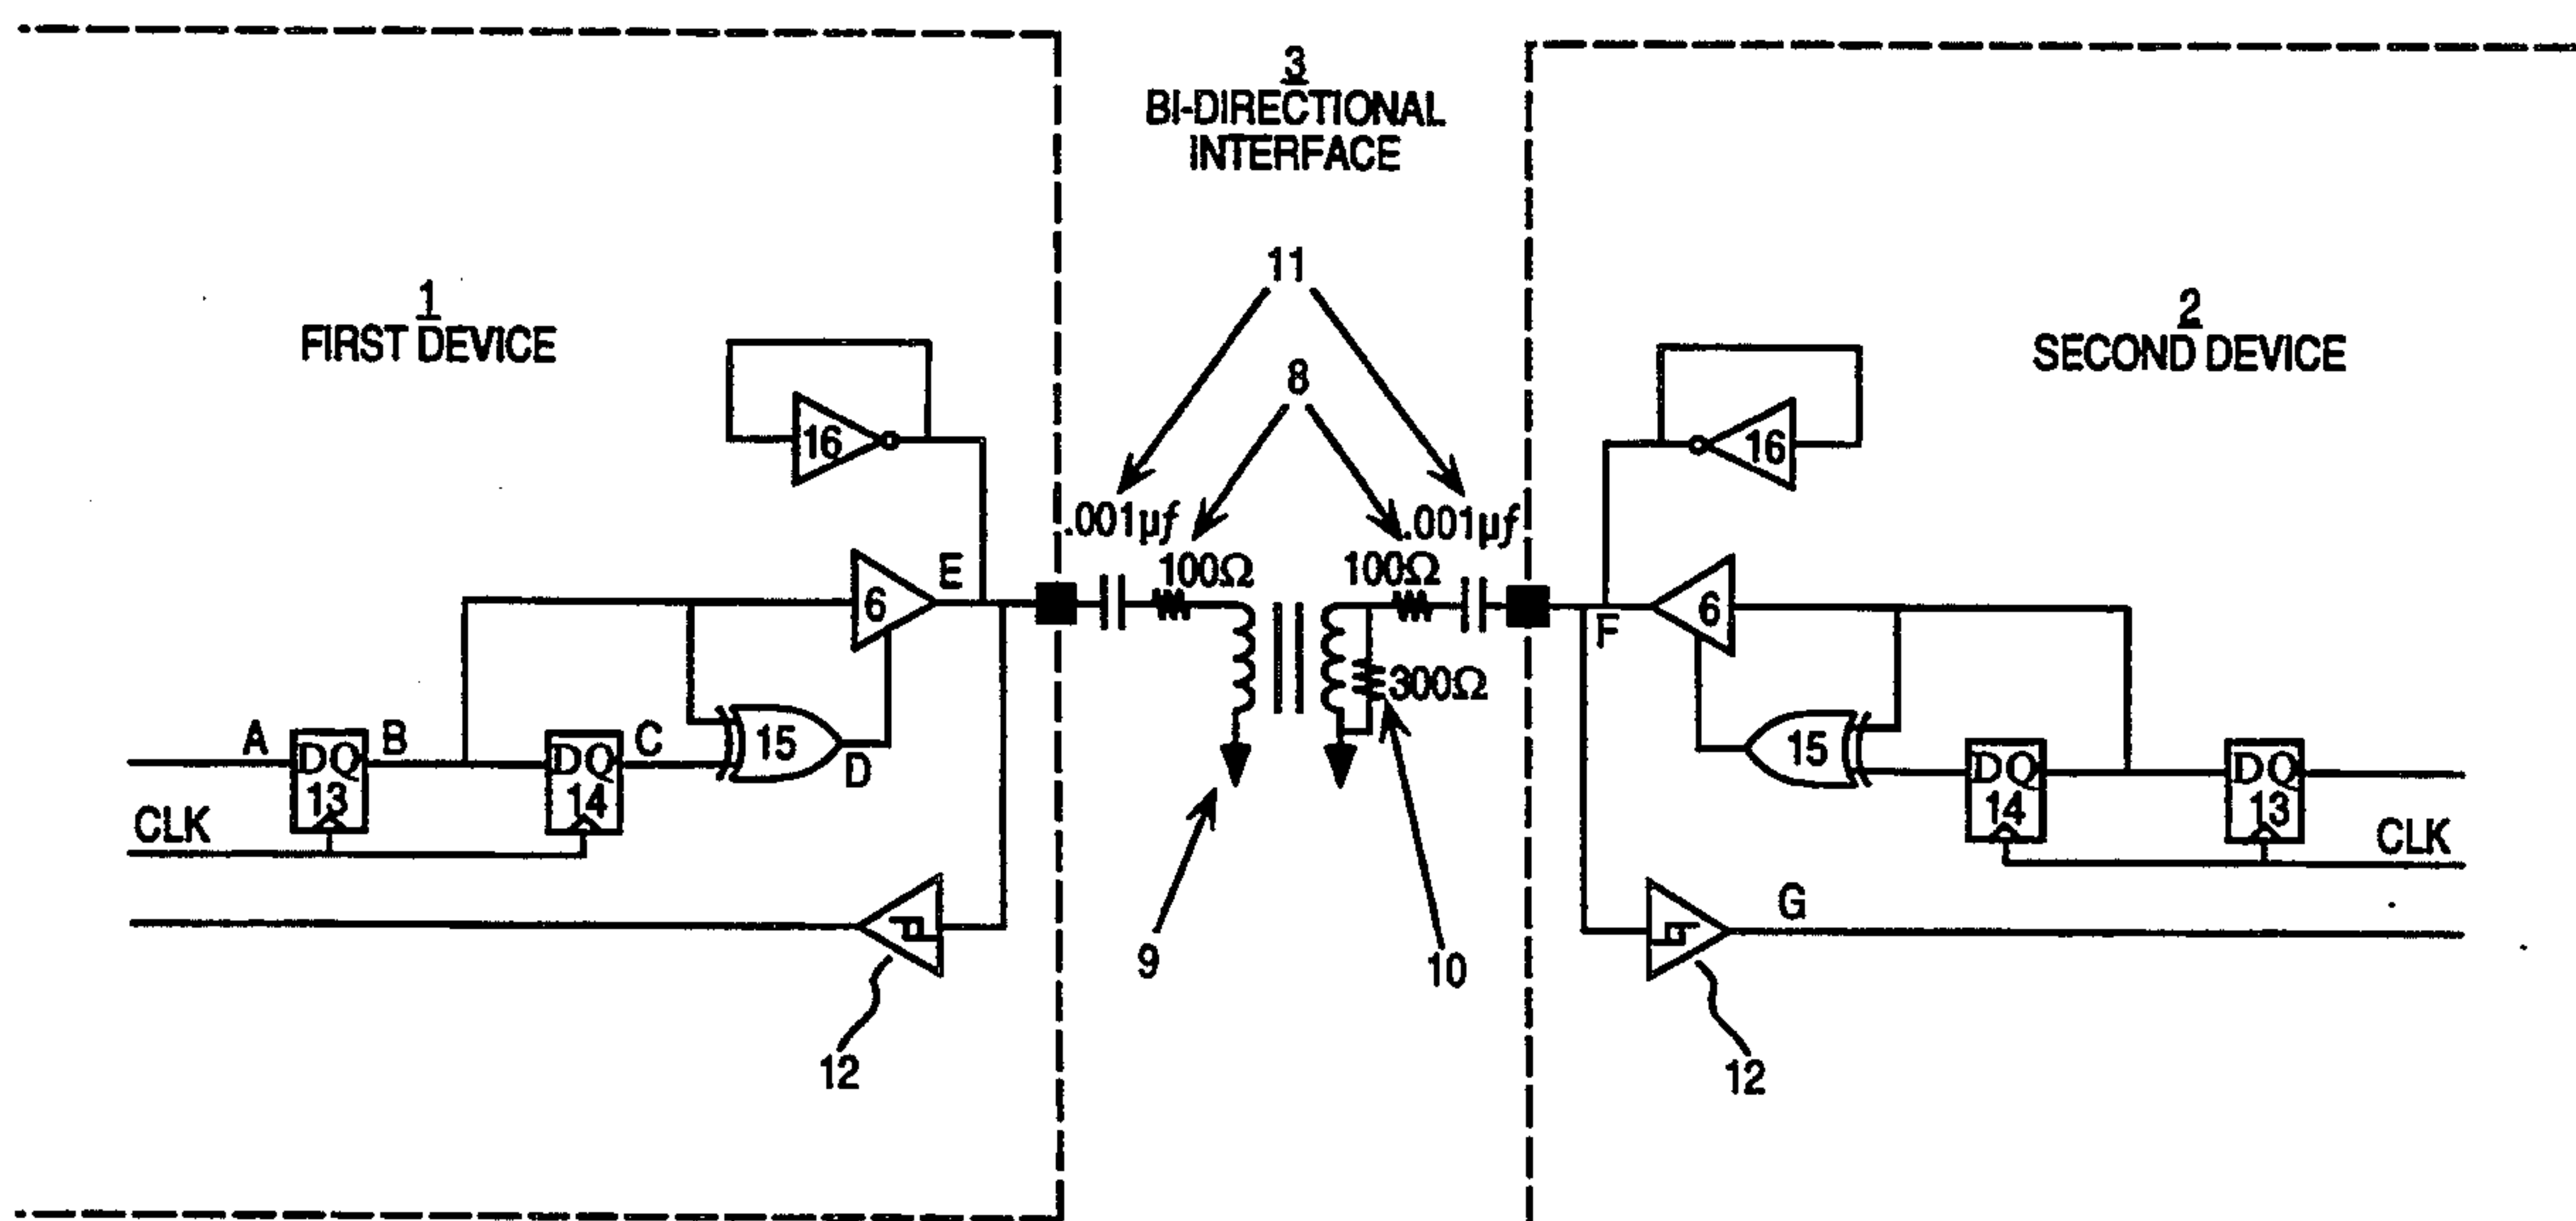 3
BI-DIRECTIONAL
INTERFACE
11
1
FIRST DEVICE
2
SECOND DEVICE
8
16
16
.001µf
.001µf
100Ω
100Ω
E
6
F
6
300Ω
A
DQ
13
B
DQ
14
C
15
D
15
DQ
14
DQ
13
CLK
CLK
G
9
10
12
12